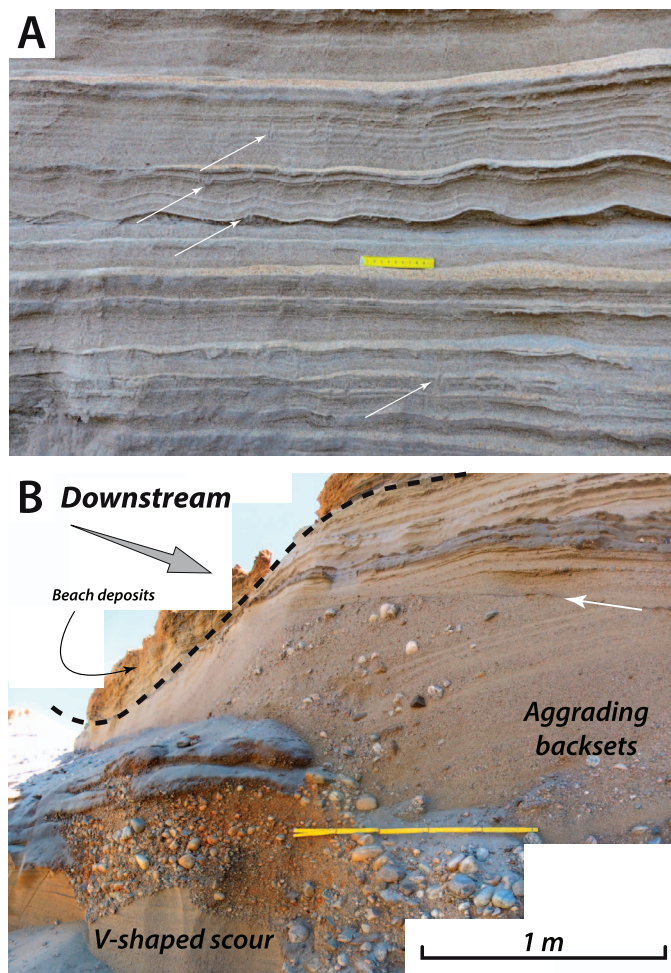 A
B
Downstream
Beach deposits
Aggrading
backsets
V-shaped scour
1 m